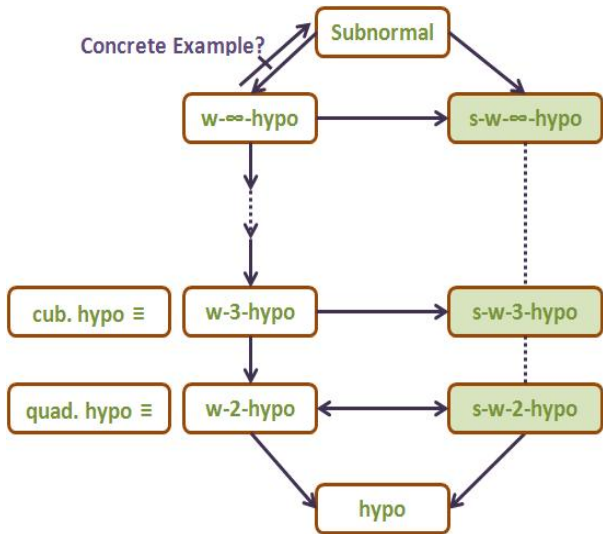 Subnormal
Concrete Example?
w-∞-hypo
s-w-∞-hypo
cub. hypo ≡
w-3-hypo
s-w-3-hypo
quad. hypo ≡
w-2-hypo
s-w-2-hypo
hypo